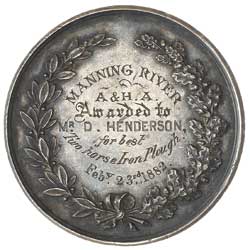 MANNING RIVER
A & H.A.
Awarded to
MR D. HENDERSON,
for best
Two horse Iron Plough.
Feby 23rd 1882